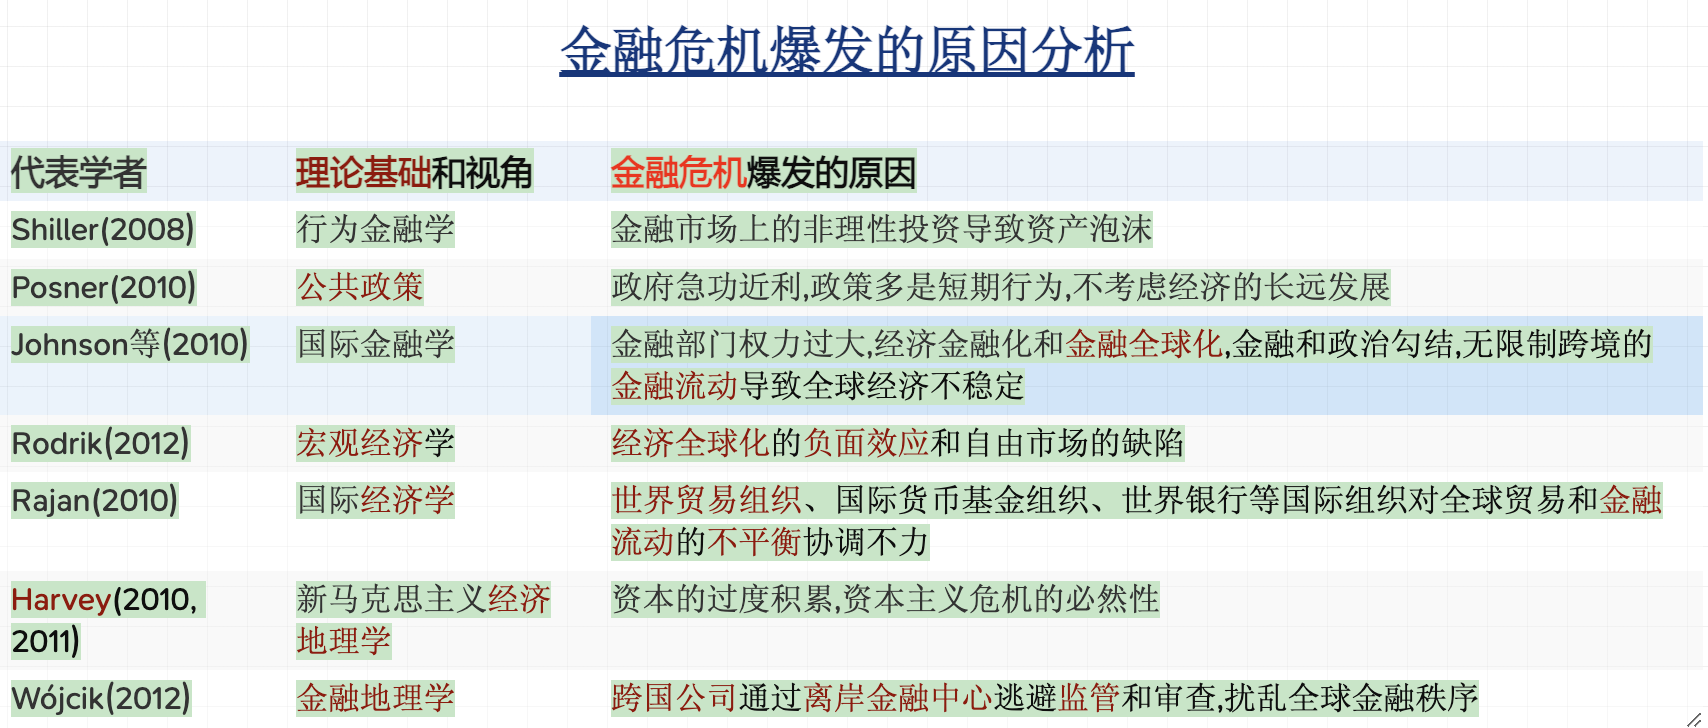 金融危机爆发的原因分析
代表学者 理论基础和视角 金融危机爆发的原因
Shiller(2008) 行为金融学 金融市场上的非理性投资导致资产泡沫
Posner(2010) 公共政策 政府急功近利,政策多是短期行为,不考虑经济的长远发展
Johnson等(2010) 国际金融学 金融部门权力过大,经济金融化和金融全球化,金融和政治勾结,无限制跨境的
金融流动导致全球经济不稳定
Rodrik(2012) 宏观经济学 经济全球化的负面效应和自由市场的缺陷
Rajan(2010) 国际经济学 世界贸易组织、国际货币基金组织、世界银行等国际组织对全球贸易和金融
流动的不平衡协调不力
Harvey(2010, 新马克思主义经济 资本的过度积累,资本主义危机的必然性
2011) 地理学
Wójcik(2012) 金融地理学 跨国公司通过离岸金融中心逃避监管和审查,扰乱全球金融秩序